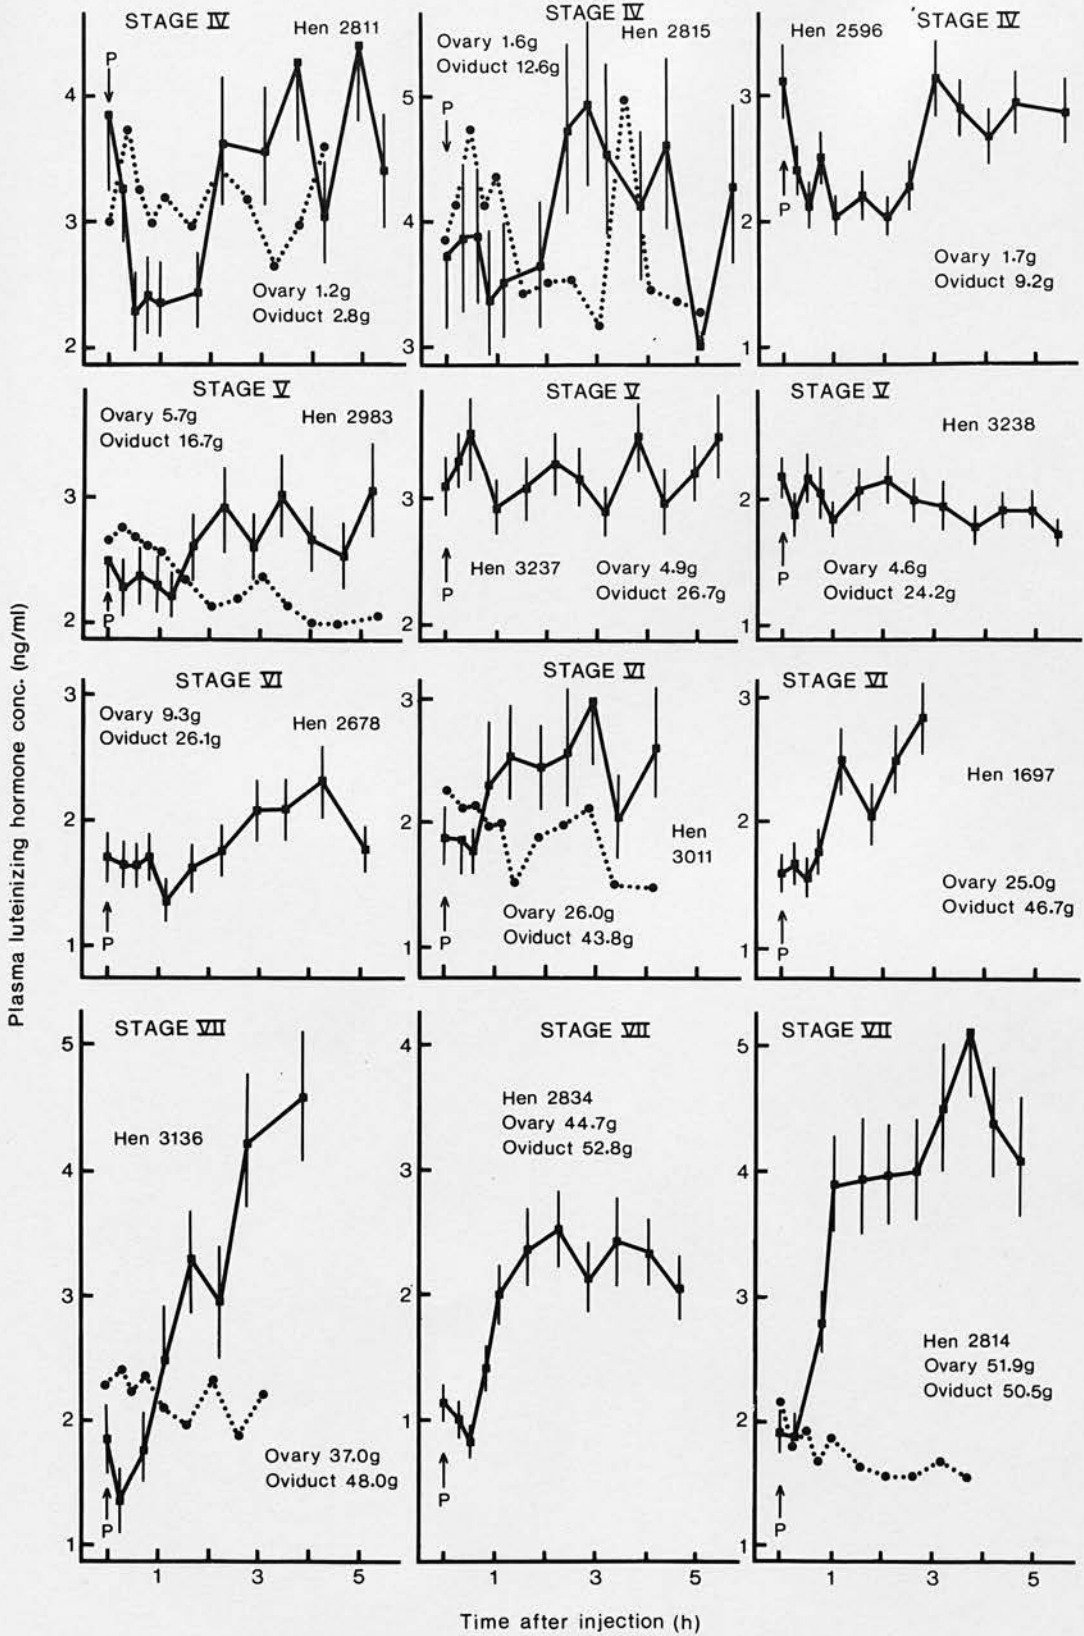 STAGE IV
Hen 2811
P
4
3
2
Ovary 1.2g
Oviduct 2.8g
STAGE IV
Ovary 1.6g
Oviduct 12.6g
Hen 2815
P
5
4
3
STAGE IV
Hen 2596
3
P
2
Ovary 1.7g
Oviduct 9.2g
1
STAGE V
Ovary 5.7g
Oviduct 16.7g
Hen 2983
3
2
P
STAGE V
3
P
Hen 3237
Ovary 4.9g
Oviduct 26.7g
2
STAGE V
Hen 3238
2
P
Ovary 4.6g
Oviduct 24.2g
1
STAGE VI
3
Ovary 9.3g
Oviduct 26.1g
Hen 2678
2
1
P
STAGE VI
3
2
Hen
3011
Ovary 26.0g
Oviduct 43.8g
1
P
STAGE VI
3
Hen 1697
2
Ovary 25.0g
Oviduct 46.7g
1
P
STAGE VII
5
Hen 3136
4
3
2
Ovary 37.0g
Oviduct 48.0g
P
1
1
3
5
STAGE VII
4
Hen 2834
Ovary 44.7g
Oviduct 52.8g
3
2
1
P
1
3
5
STAGE VII
5
4
3
Hen 2814
Ovary 51.9g
Oviduct 50.5g
2
P
1
1
3
5
Plasma luteinizing hormone conc. (ng/ml)
Time after injection (h)